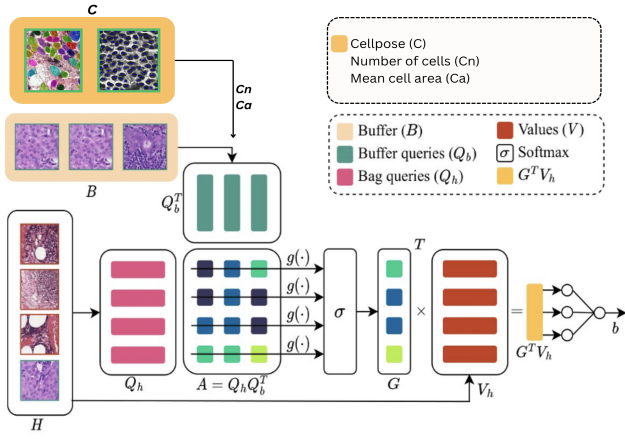 C
Cn
Ca
B
Cellpose (C)
Number of cells (Cn)
Mean cell area (Ca)
Buffer (B)
Buffer queries (Q_b)
Bag queries (Q_h)
Values (V)
σ Softmax
G^T V_h
Q_b^T
H
Q_h
A = Q_h Q_b^T
g(·)
g(·)
g(·)
g(·)
σ
G
T
×
V_h
=
G^T V_h
b